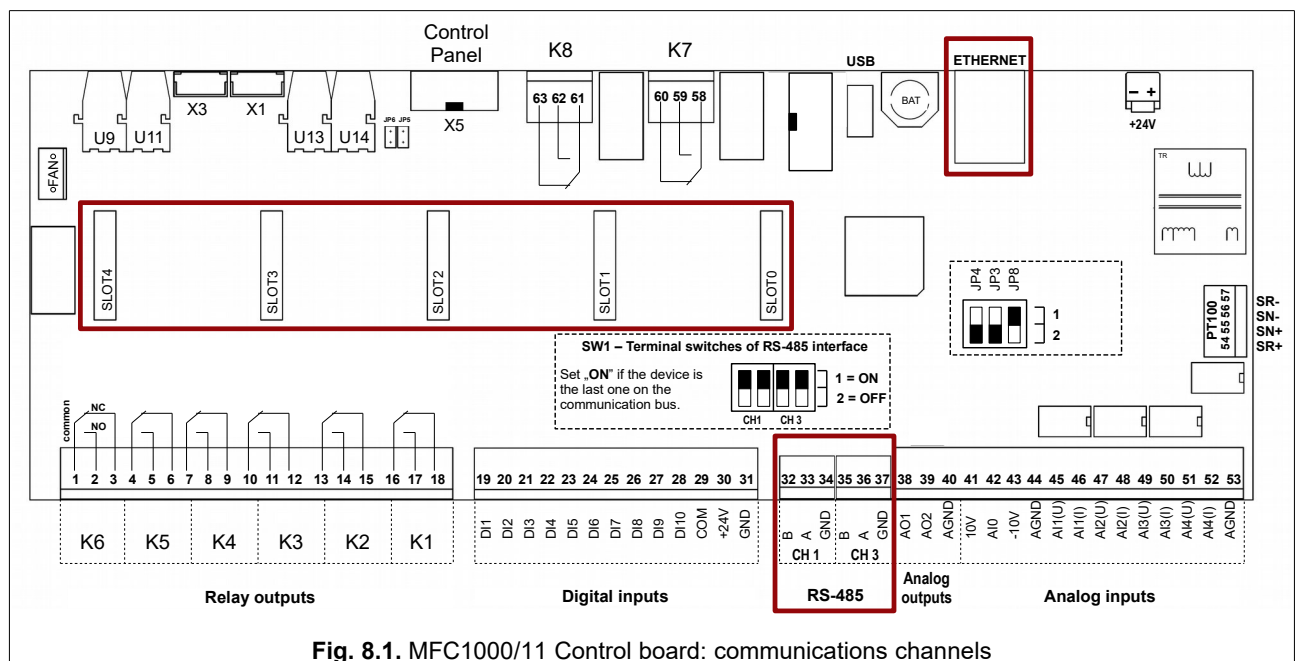 Control
Panel
K8
K7
USB
ETHERNET
X3
X1
U9
U11
U13
U14
JP6 JP5
X5
63 62 61
60 59 58
BAT
- +
+24V
FAN
TR
SLOT4
SLOT3
SLOT2
SLOT1
SLOT0
JP4
JP3
JP8
1
2
PT100
54 55 56 57
SR-
SN-
SN+
SR+
SW1 – Terminal switches of RS-485 interface
Set „ON” if the device is
the last one on the
communication bus.
1 = ON
2 = OFF
CH1 CH 3
common
NC
NO
1 2 3 4 5 6 7 8 9 10 11 12 13 14 15 16 17 18
19 20 21 22 23 24 25 26 27 28 29 30 31
32 33 34 35 36 37 38 39 40 41 42 43 44 45 46 47 48 49 50 51 52 53
K6 K5 K4 K3 K2 K1
DI1
DI2
DI3
DI4
DI5
DI6
DI7
DI8
DI9
DI10
COM
+24V
GND
B
A
GND
CH 1
B
A
GND
CH 3
AO1
AO2
AGND
10V
AI0
-10V
AGND
AI1(U)
AI1(I)
AI2(U)
AI2(I)
AI3(U)
AI3(I)
AI4(U)
AI4(I)
AGND
Relay outputs
Digital inputs
RS-485
Analog
outputs
Analog inputs
Fig. 8.1. MFC1000/11 Control board: communications channels